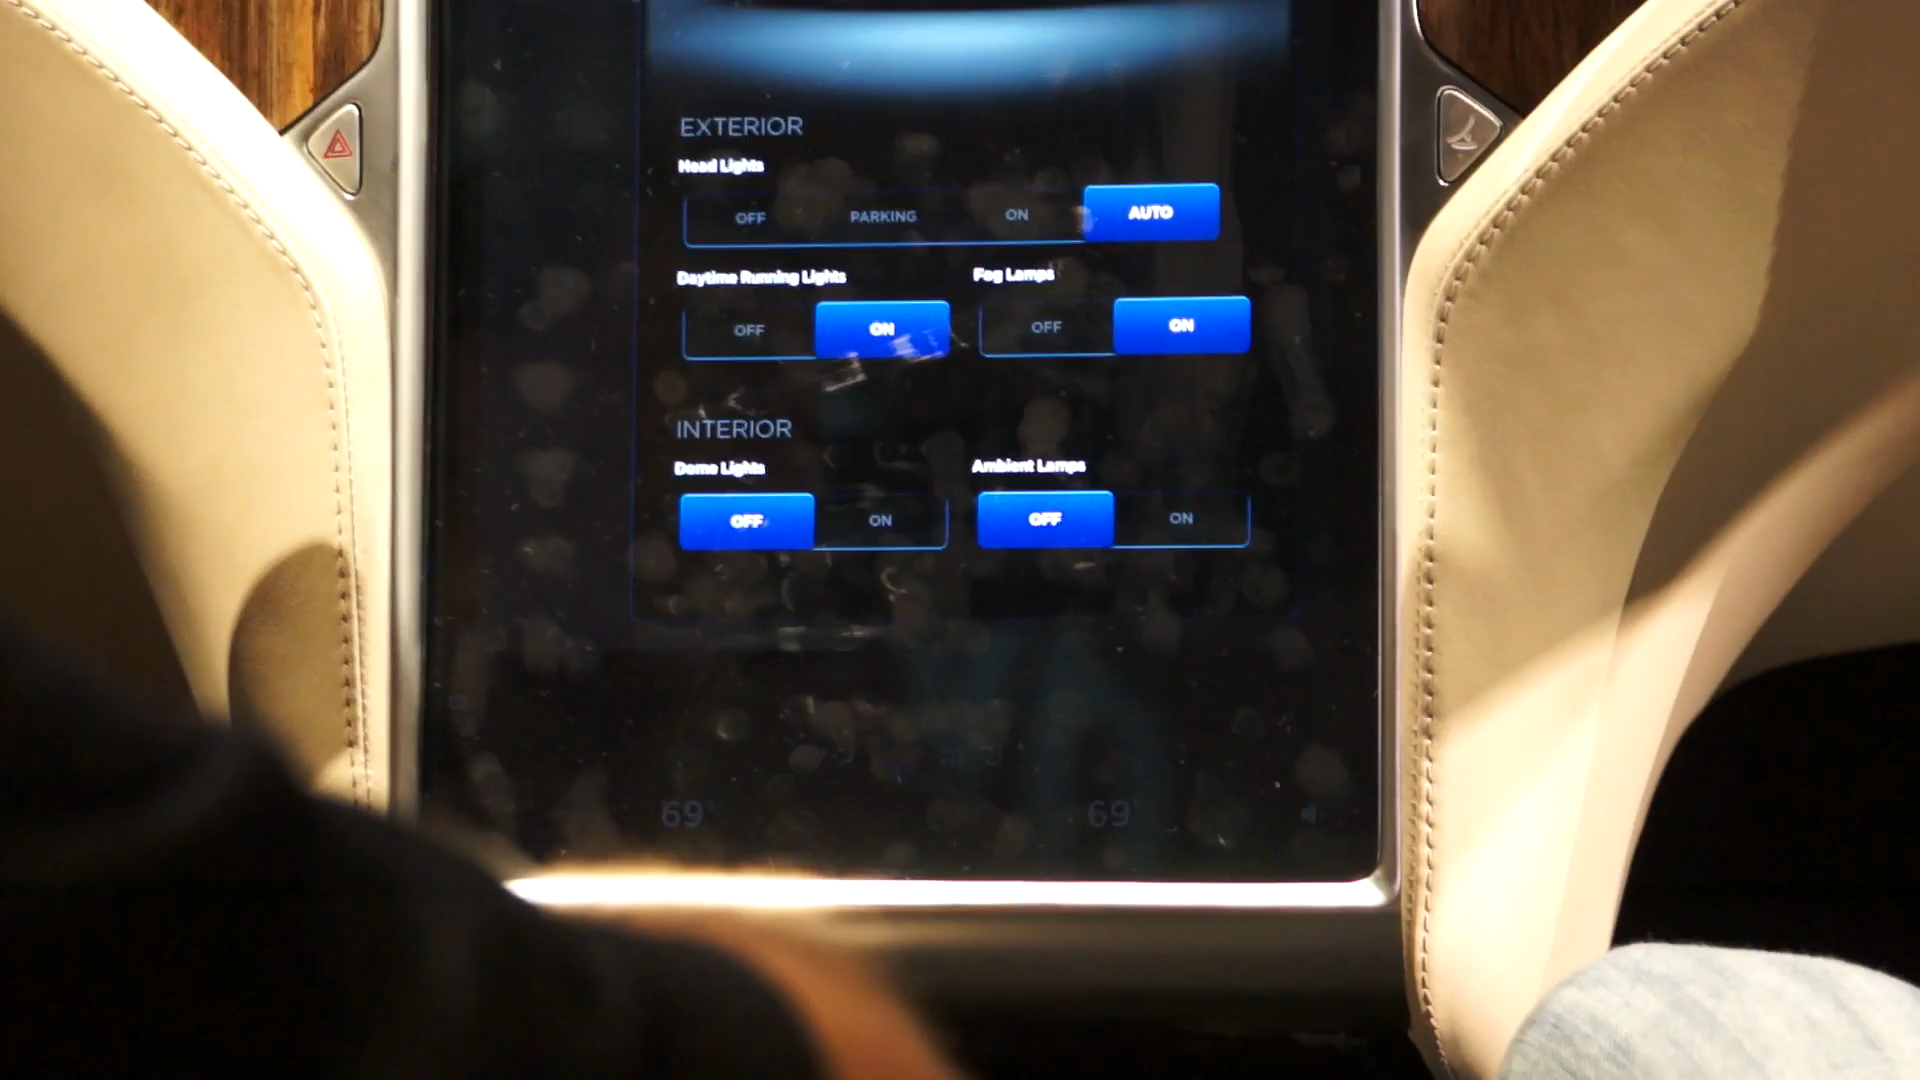 EXTERIOR
Head Lights
OFF PARKING ON AUTO
Daytime Running Lights Fog Lamps
OFF ON OFF ON
INTERIOR
Dome Lights Ambient Lamps
OFF ON OFF ON
69° 69°